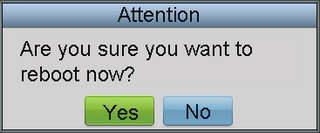 Attention
Are you sure you want to
reboot now?
Yes No